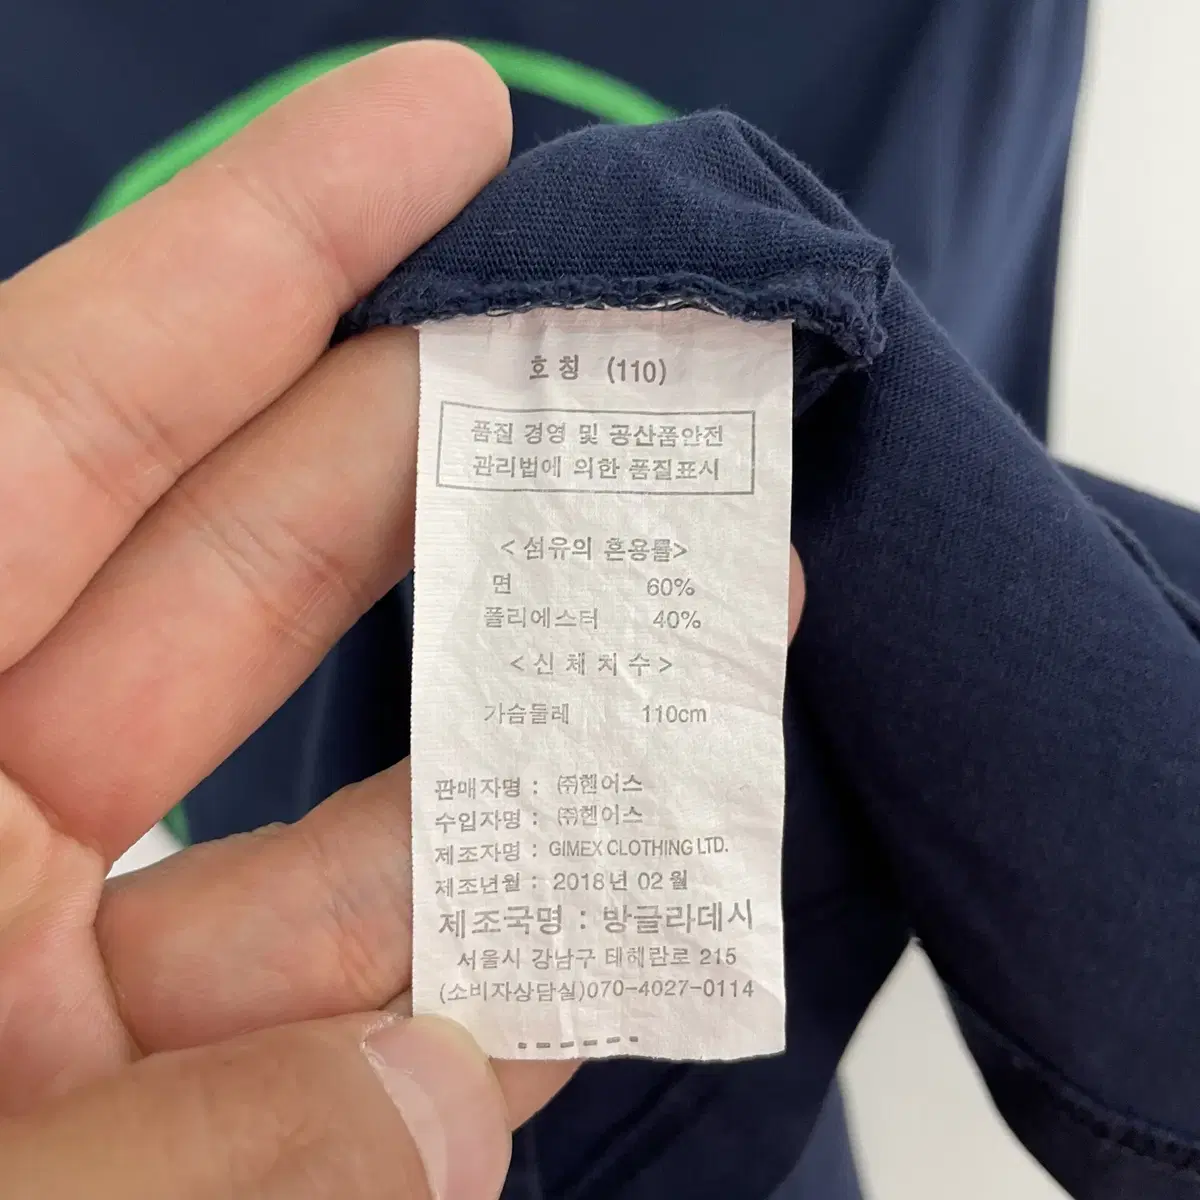 호칭 (110)
품질 경영 및 공산품안전
관리법에 의한 품질표시
<섬유의 혼용률>
면 60%
폴리에스터 40%
<신체치수>
가슴둘레 110cm
판매자명 : ㈜헨어스
수입자명 : ㈜헨어스
제조자명 : GIMEX CLOTHING LTD.
제조년월 : 2018년 02월
제조국명 : 방글라데시
서울시 강남구 테헤란로 215
(소비자상담실)070-4027-0114